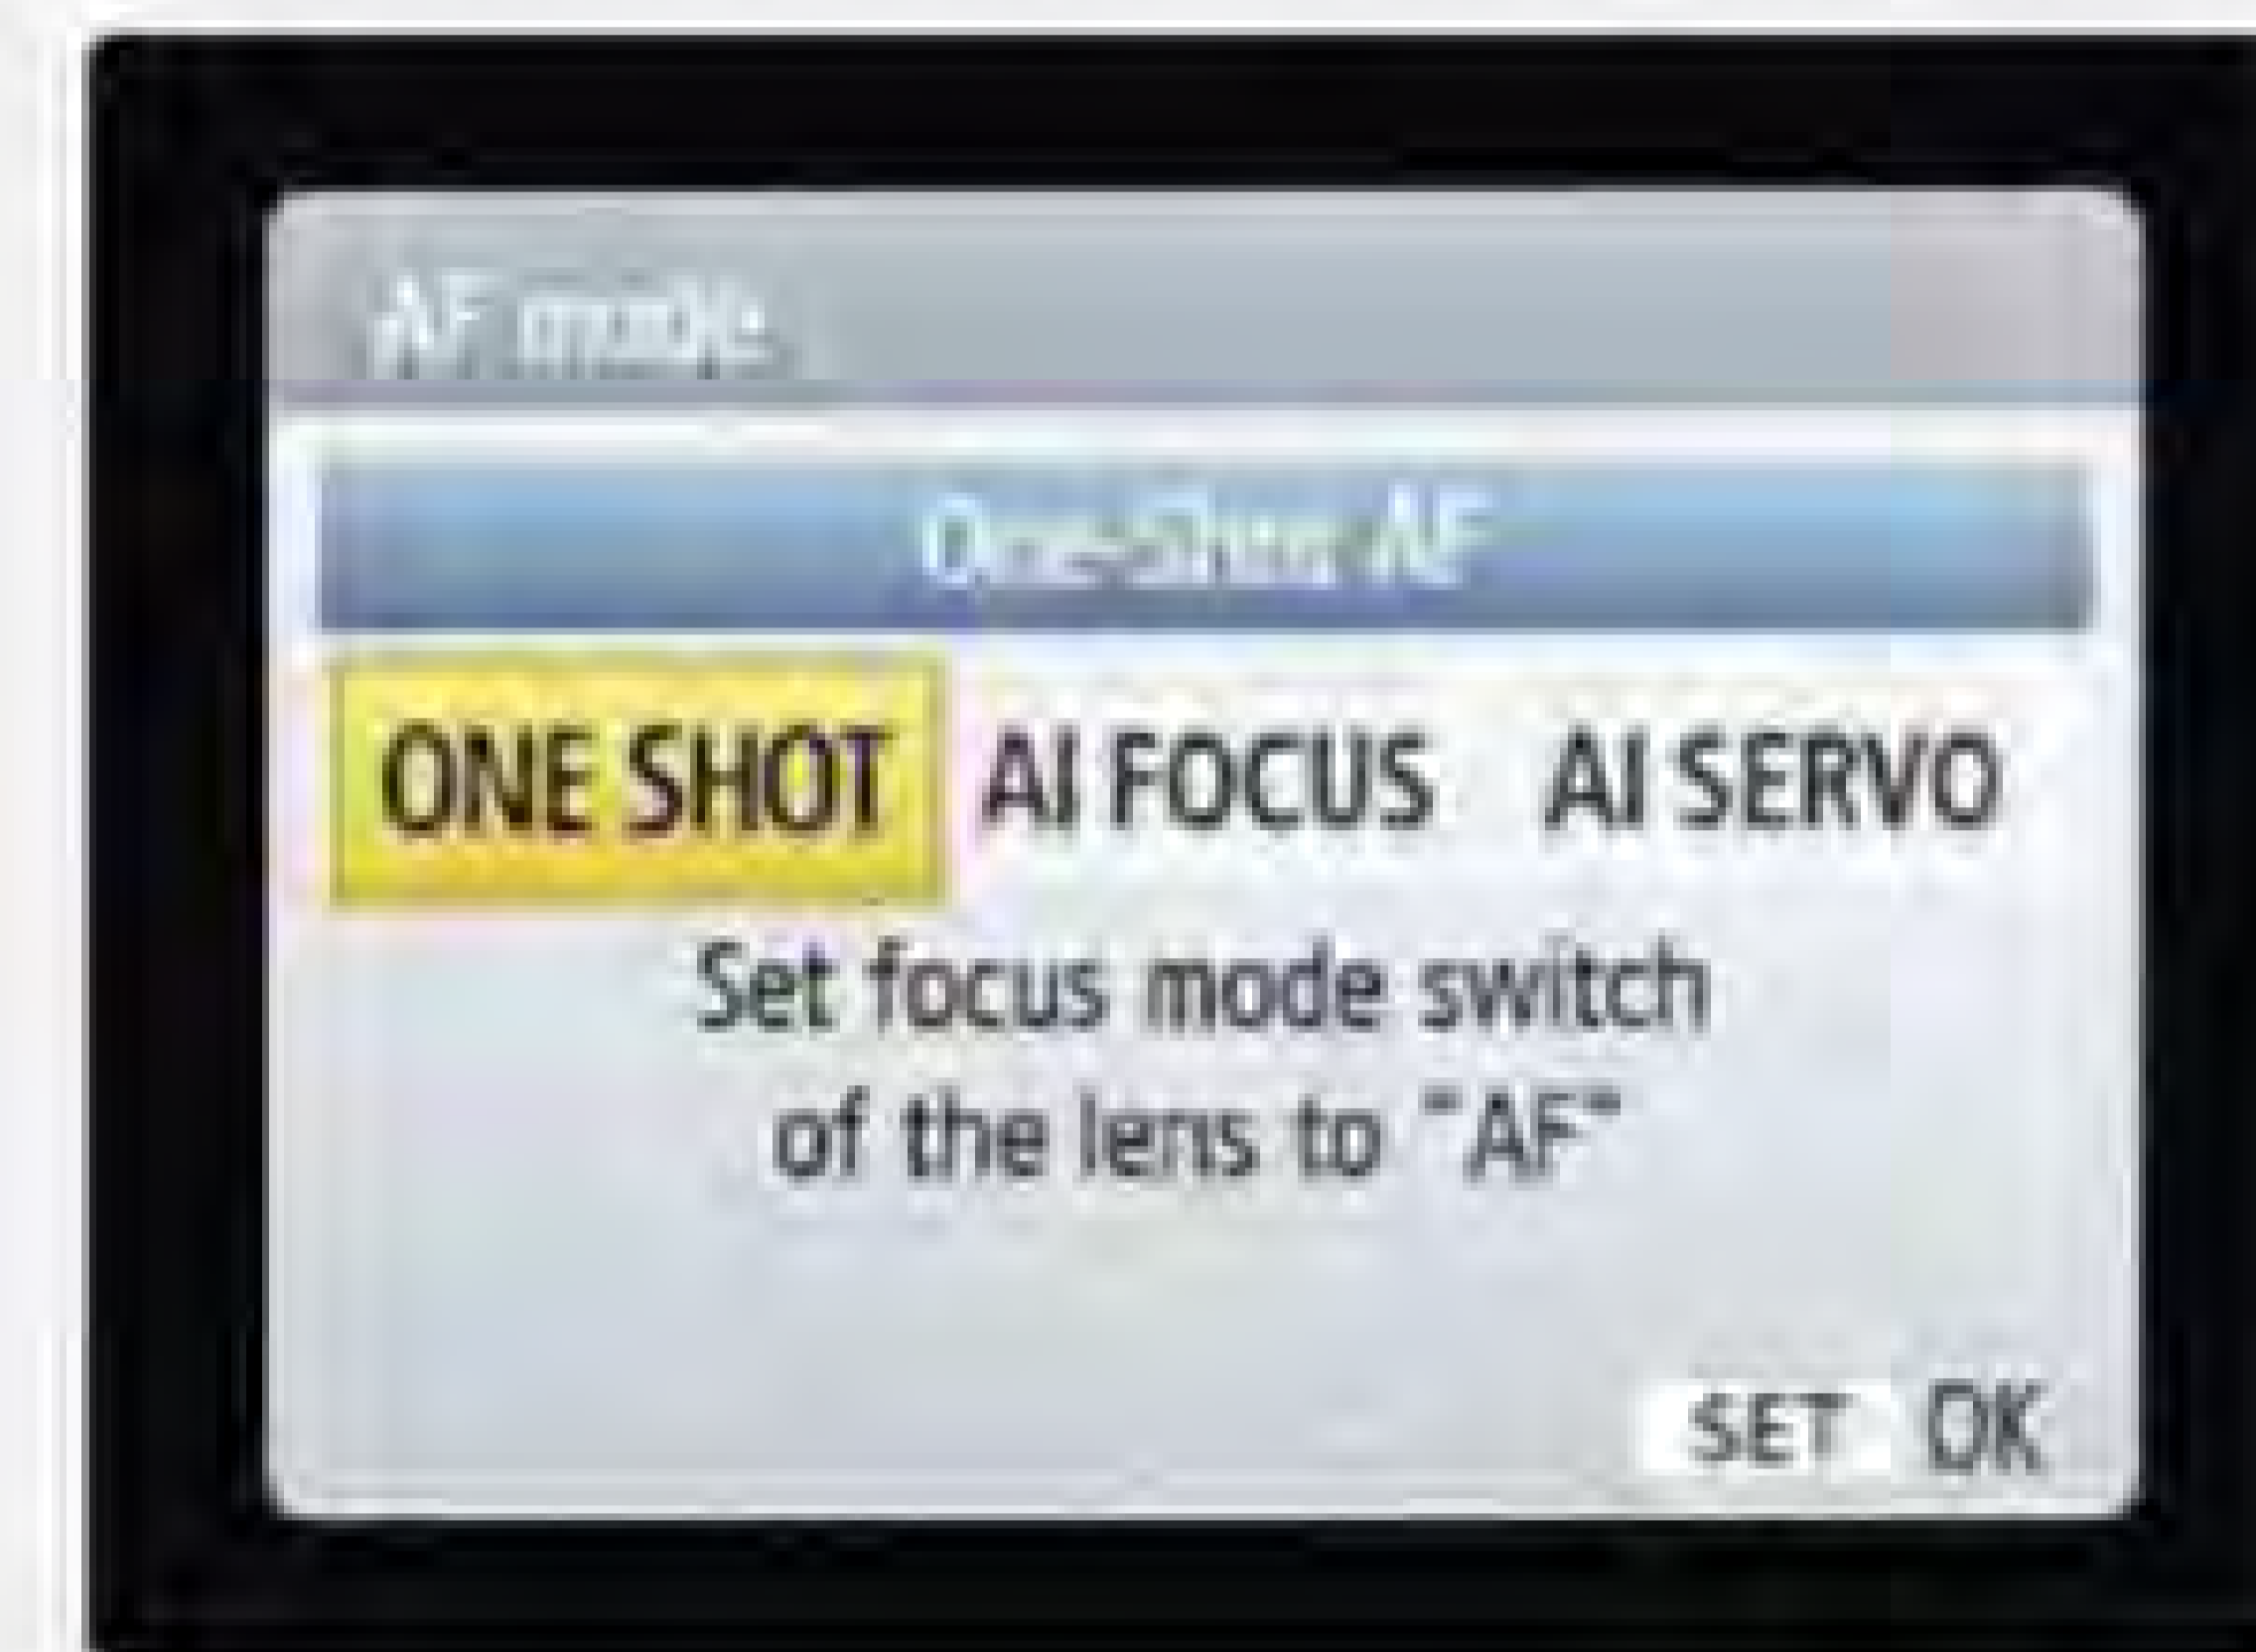 AF mode
One-Shot AF
ONE SHOT AI FOCUS AI SERVO
Set focus mode switch
of the lens to "AF"
SET OK